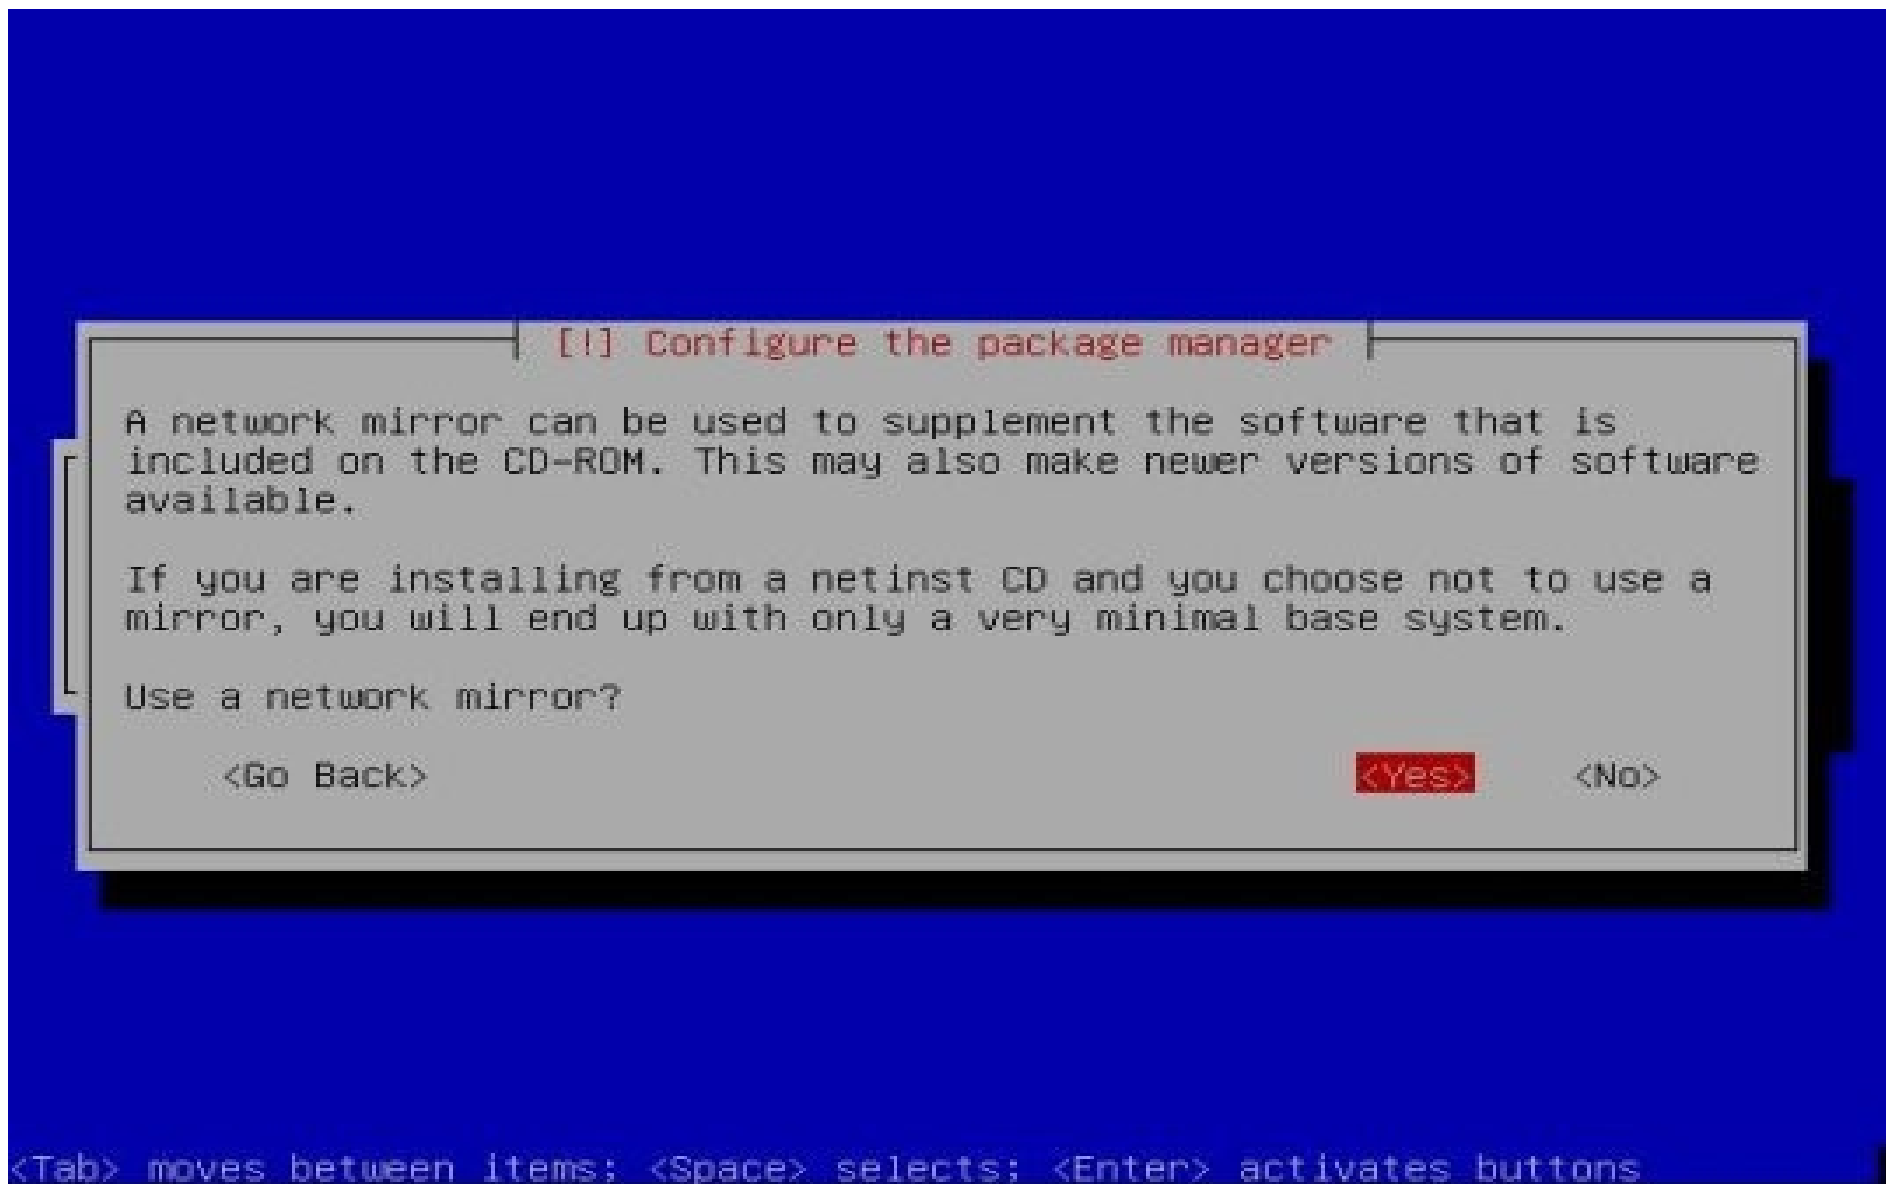 [!] Configure the package manager
A network mirror can be used to supplement the software that is
included on the CD-ROM. This may also make newer versions of software
available.
If you are installing from a netinst CD and you choose not to use a
mirror, you will end up with only a very minimal base system.
Use a network mirror?
<Go Back> <Yes> <No>
<Tab> moves between items; <Space> selects; <Enter> activates buttons